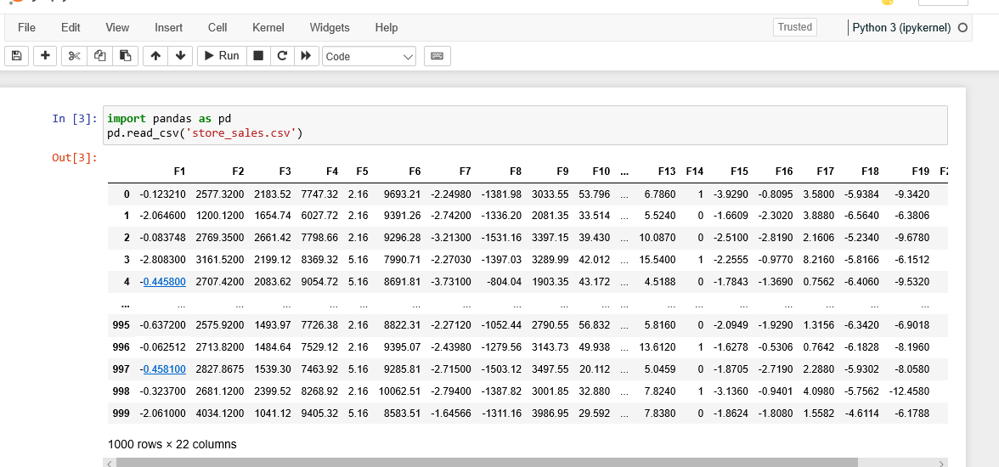 File Edit View Insert Cell Kernel Widgets Help Trusted Python 3 (ipykernel)
Run Code
In [3]: import pandas as pd
pd.read_csv('store_sales.csv')
Out[3]:
F1 F2 F3 F4 F5 F6 F7 F8 F9 F10 ... F13 F14 F15 F16 F17 F18 F19
0 -0.123210 2577.3200 2183.52 7747.32 2.16 9693.21 -2.24980 -1381.98 3033.55 53.796 ... 6.7860 1 -3.9290 -0.8095 3.5800 -5.9384 -9.3420
1 -2.064600 1200.1200 1654.74 6027.72 2.16 9391.26 -2.74200 -1336.20 2081.35 33.514 ... 5.5240 0 -1.6609 -2.3020 3.8880 -6.5640 -6.3806
2 -0.083748 2769.3500 2661.42 7798.66 2.16 9296.28 -3.21300 -1531.16 3397.15 39.430 ... 10.0870 0 -2.5100 -2.8190 2.1606 -5.2340 -9.6780
3 -2.808300 3161.5200 2199.12 8369.32 5.16 7990.71 -2.27030 -1397.03 3289.99 42.012 ... 15.5400 1 -2.2555 -0.9770 8.2160 -5.8166 -6.1512
4 -0.445800 2707.4200 2083.62 9054.72 5.16 8691.81 -3.73100 -804.04 1903.35 43.172 ... 4.5188 0 -1.7843 -1.3690 0.7562 -6.4060 -9.5320
... ... ... ... ... ... ... ... ... ... ... ... ... ... ... ... ... ... ...
995 -0.637200 2575.9200 1493.97 7726.38 2.16 8822.31 -2.27120 -1052.44 2790.55 56.832 ... 5.8160 0 -2.0949 -1.9290 1.3156 -6.3420 -6.9018
996 -0.062512 2713.8200 1484.64 7529.12 2.16 9395.07 -2.43980 -1279.56 3143.73 49.938 ... 13.6120 1 -1.6278 -0.5306 0.7642 -6.1828 -8.1960
997 -0.458100 2827.8675 1539.30 7463.92 5.16 9285.81 -2.71500 -1503.12 3497.55 20.112 ... 5.0459 0 -1.8705 -2.7190 2.2880 -5.9302 -8.0580
998 -0.323700 2681.1200 2399.52 8268.92 2.16 10062.51 -2.79400 -1387.82 3001.85 32.880 ... 7.8240 1 -3.1360 -0.9401 4.0980 -5.7562 -12.4580
999 -2.061000 4034.1200 1041.12 9405.32 5.16 8583.51 -1.64566 -1311.16 3986.95 29.592 ... 7.8380 0 -1.8624 -1.8080 1.5582 -4.6114 -6.1788
1000 rows × 22 columns